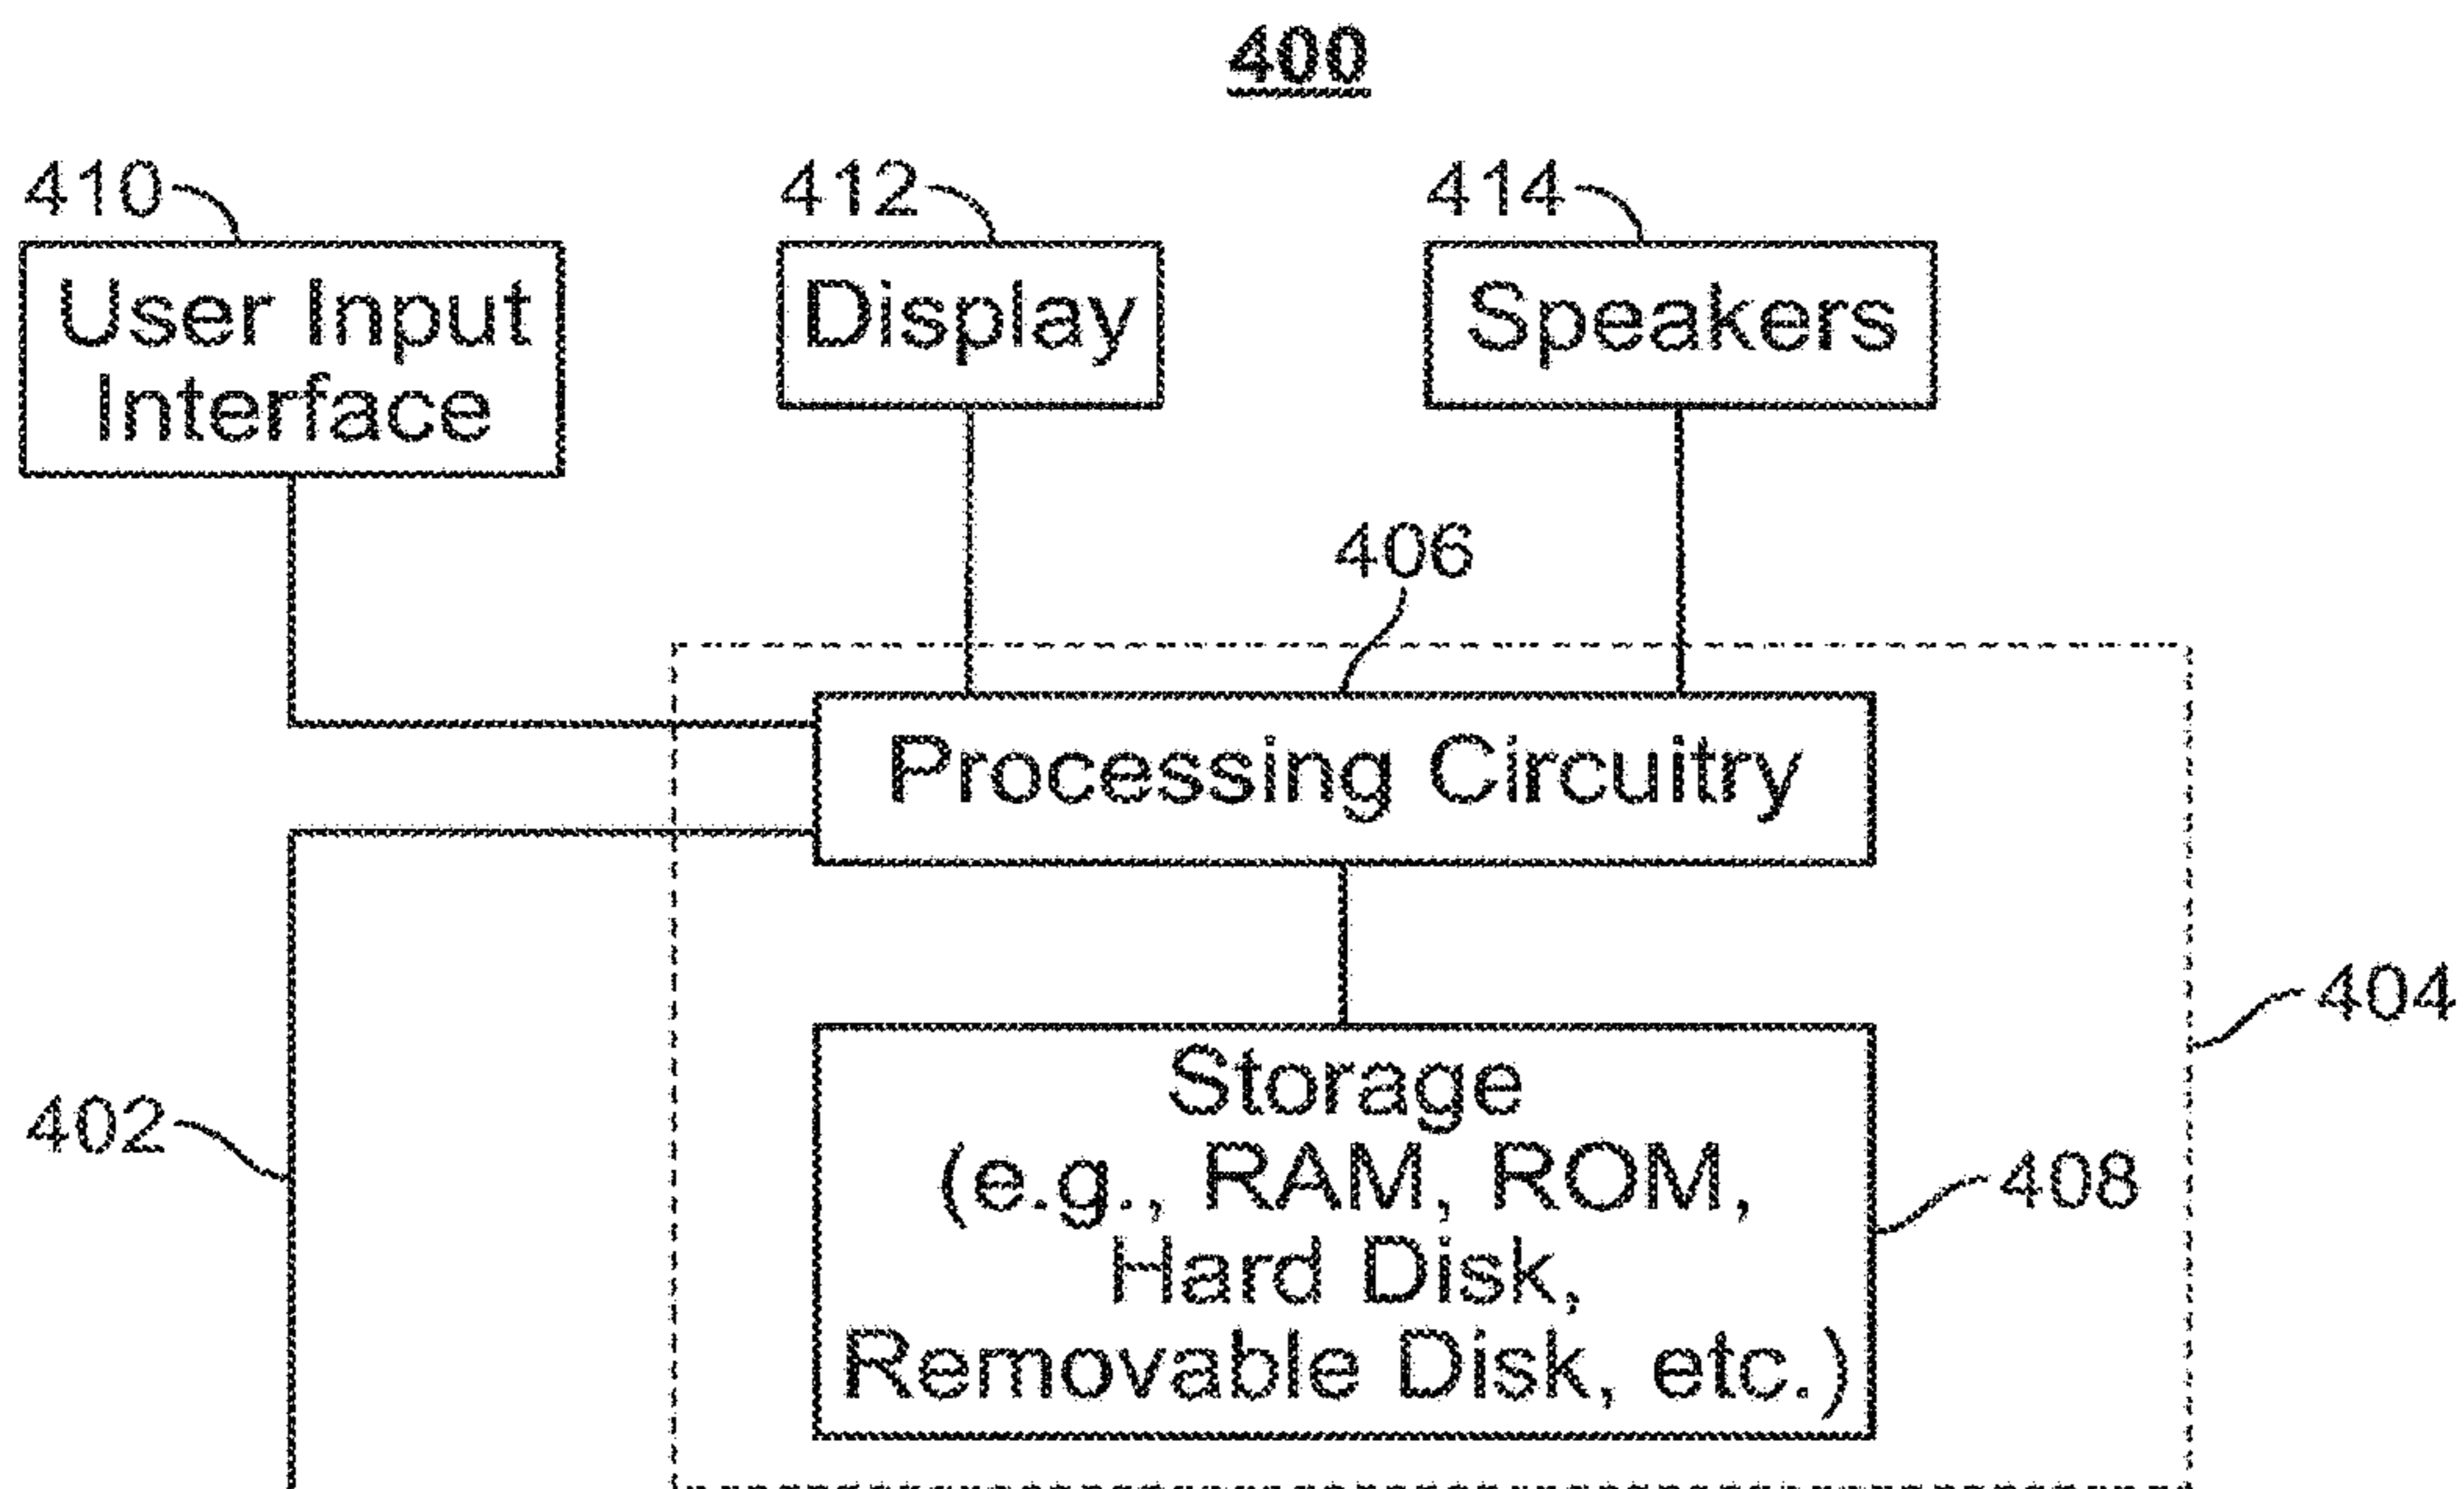 400
410
412
414
User Input
Interface
Display
Speakers
406
Processing Circuitry
404
402
Storage
(e.g., RAM, ROM,
Hard Disk,
Removable Disk, etc.)
408